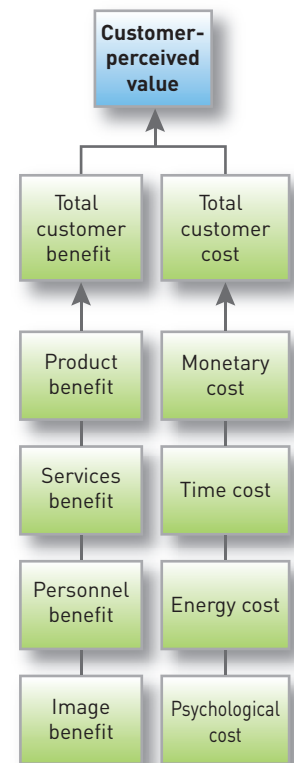 Customer-
perceived
value
Total
customer
benefit
Total
customer
cost
Product
benefit
Monetary
cost
Services
benefit
Time cost
Personnel
benefit
Energy cost
Image
benefit
Psychological
cost